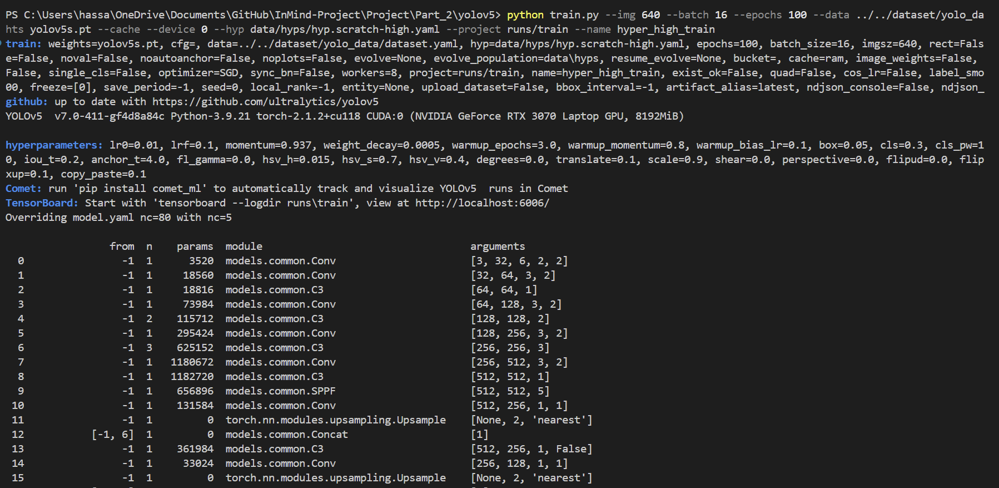 PS C:\Users\hassa\OneDrive\Documents\GitHub\InMind-Project\Project\Part_2\yolov5> python train.py --img 640 --batch 16 --epochs 100 --data ../../dataset/yolo_da
hts yolov5s.pt --cache --device 0 --hyp data/hyps/hyp.scratch-high.yaml --project runs/train --name hyper_high_train
train: weights=yolov5s.pt, cfg=, data=../../dataset/yolo_data/dataset.yaml, hyp=data/hyps/hyp.scratch-high.yaml, epochs=100, batch_size=16, imgsz=640, rect=Fals
e=False, noval=False, noautoanchor=False, noplots=False, evolve=None, evolve_population=data\hyps, resume_evolve=None, bucket=, cache=ram, image_weights=False,
False, single_cls=False, optimizer=SGD, sync_bn=False, workers=8, project=runs/train, name=hyper_high_train, exist_ok=False, quad=False, cos_lr=False, label_smo
00, freeze=[0], save_period=-1, seed=0, local_rank=-1, entity=None, upload_dataset=False, bbox_interval=-1, artifact_alias=latest, ndjson_console=False, ndjson_
github: up to date with https://github.com/ultralytics/yolov5
YOLOv5  v7.0-411-gf4d8a84c Python-3.9.21 torch-2.1.2+cu118 CUDA:0 (NVIDIA GeForce RTX 3070 Laptop GPU, 8192MiB)
hyperparameters: lr0=0.01, lrf=0.1, momentum=0.937, weight_decay=0.0005, warmup_epochs=3.0, warmup_momentum=0.8, warmup_bias_lr=0.1, box=0.05, cls=0.3, cls_pw=1
0, iou_t=0.2, anchor_t=4.0, fl_gamma=0.0, hsv_h=0.015, hsv_s=0.7, hsv_v=0.4, degrees=0.0, translate=0.1, scale=0.9, shear=0.0, perspective=0.0, flipud=0.0, flip
xup=0.1, copy_paste=0.1
Comet: run 'pip install comet_ml' to automatically track and visualize YOLOv5  runs in Comet
TensorBoard: Start with 'tensorboard --logdir runs\train', view at http://localhost:6006/
Overriding model.yaml nc=80 with nc=5
from  n    params  module                                  arguments
0                -1  1      3520  models.common.Conv                      [3, 32, 6, 2, 2]
1                -1  1     18560  models.common.Conv                      [32, 64, 3, 2]
2                -1  1     18816  models.common.C3                        [64, 64, 1]
3                -1  1     73984  models.common.Conv                      [64, 128, 3, 2]
4                -1  2    115712  models.common.C3                        [128, 128, 2]
5                -1  1    295424  models.common.Conv                      [128, 256, 3, 2]
6                -1  3    625152  models.common.C3                        [256, 256, 3]
7                -1  1   1180672  models.common.Conv                      [256, 512, 3, 2]
8                -1  1   1182720  models.common.C3                        [512, 512, 1]
9                -1  1    656896  models.common.SPPF                      [512, 512, 5]
10                -1  1    131584  models.common.Conv                      [512, 256, 1, 1]
11                -1  1         0  torch.nn.modules.upsampling.Upsample    [None, 2, 'nearest']
12           [-1, 6]  1         0  models.common.Concat                    [1]
13                -1  1    361984  models.common.C3                        [512, 256, 1, False]
14                -1  1     33024  models.common.Conv                      [256, 128, 1, 1]
15                -1  1         0  torch.nn.modules.upsampling.Upsample    [None, 2, 'nearest']